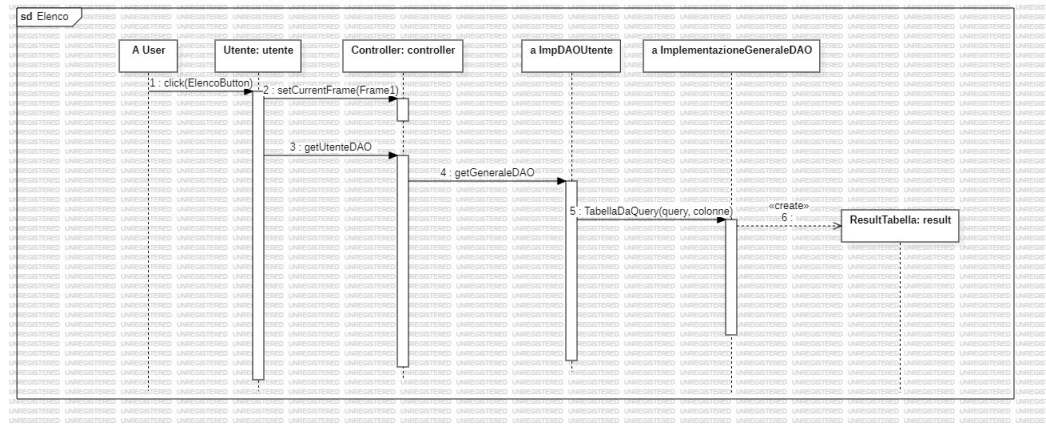 sd Elenco
A User
Utente: utente
Controller: controller
a ImpDAOUtente
a ImplementazioneGeneraleDAO
1 : click(ElencoButton)
2 : setCurrentFrame(Frame1)
3 : getUtenteDAO
4 : getGeneraleDAO
5 : TabellaDaQuery(query, colonne)
«create»
6 :
ResultTabella: result
UNREGISTERED